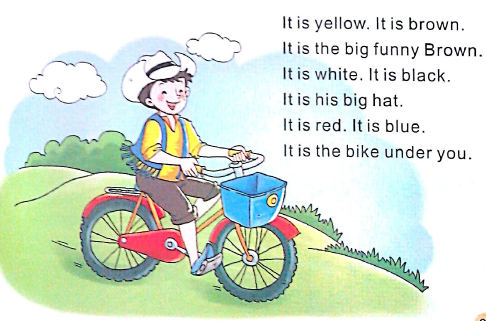 It is yellow. It is brown.
It is the big funny Brown.
It is white. It is black.
It is his big hat.
It is red. It is blue.
It is the bike under you.